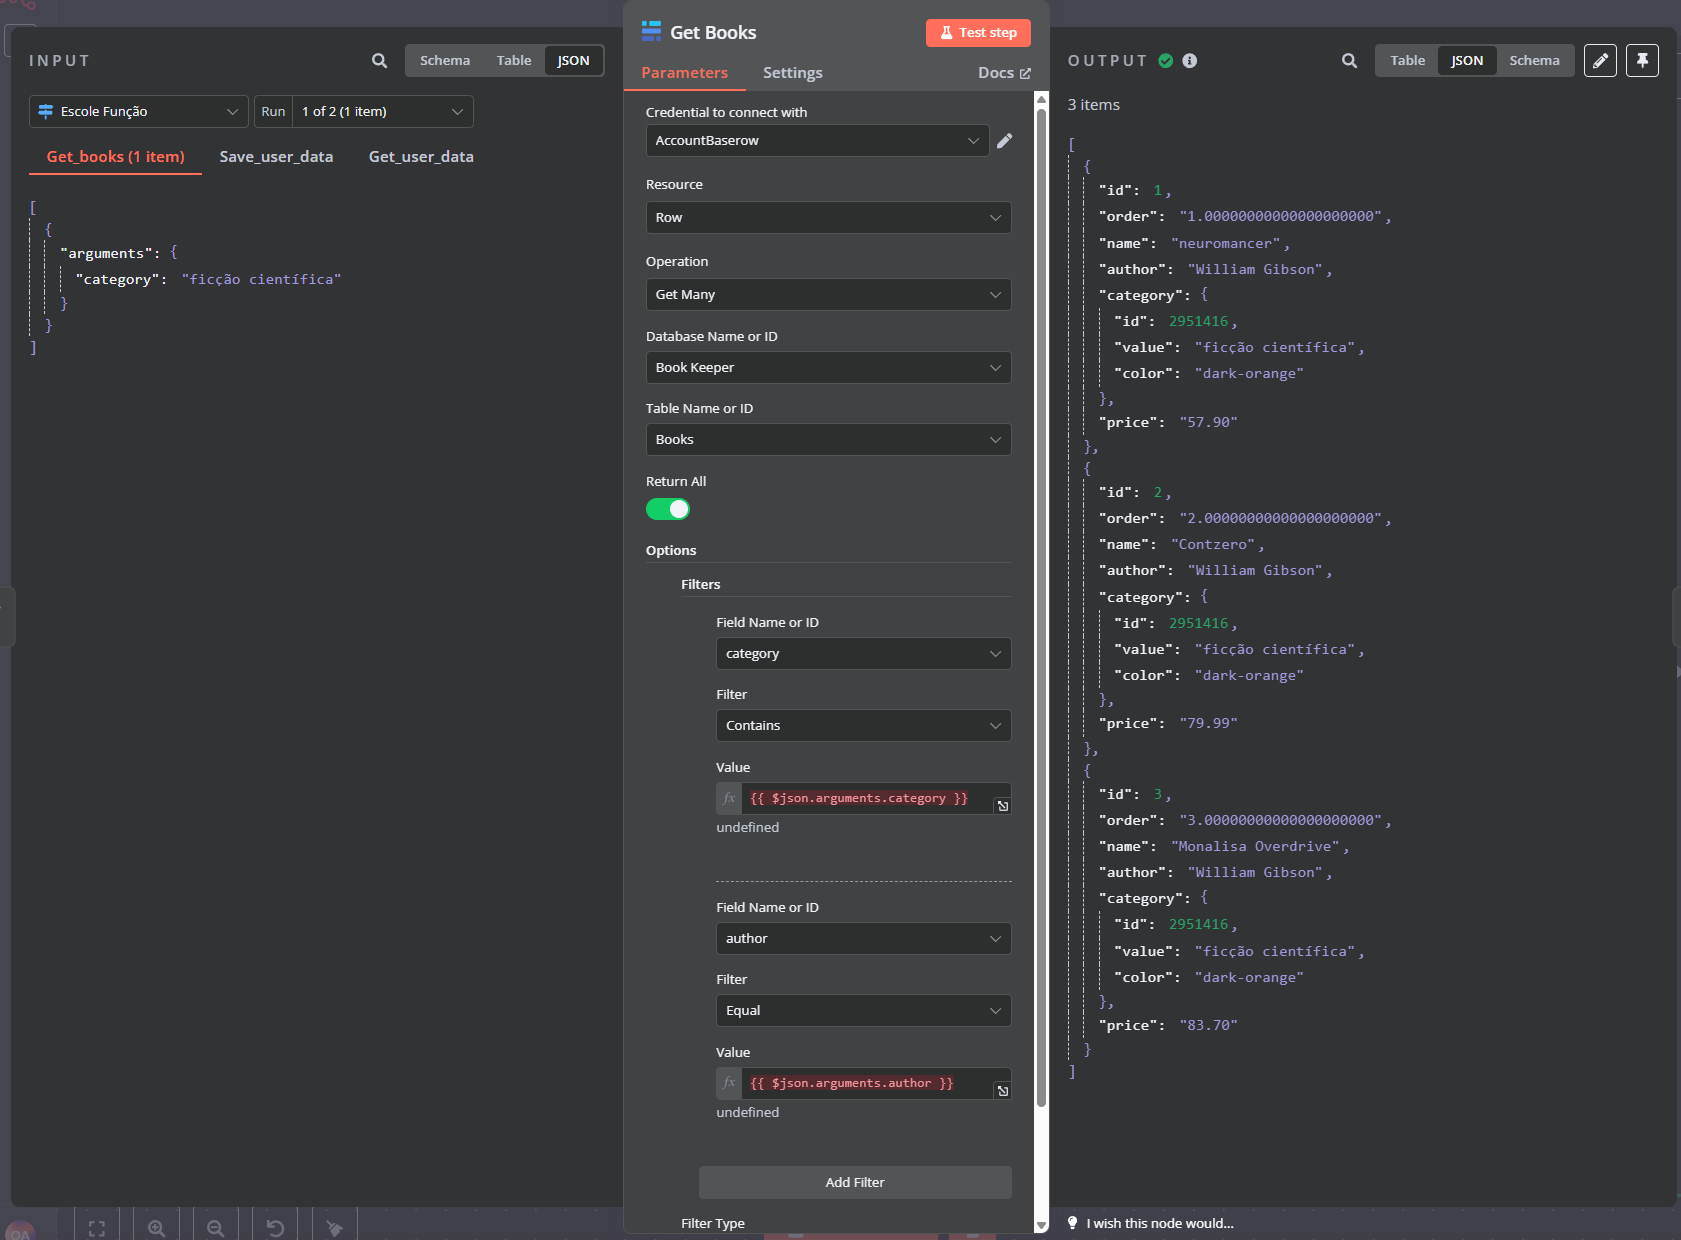 INPUT
Schema
Table
JSON
Escole Função
Run
1 of 2 (1 item)
Get_books (1 item)
Save_user_data
Get_user_data
[
{
"arguments": {
"category": "ficção científica"
}
}
]
Get Books
Test step
Parameters
Settings
Docs
Credential to connect with
AccountBaserow
Resource
Row
Operation
Get Many
Database Name or ID
Book Keeper
Table Name or ID
Books
Return All
Options
Filters
Field Name or ID
category
Filter
Contains
Value
fx
{{ $json.arguments.category }}
undefined
Field Name or ID
author
Filter
Equal
Value
fx
{{ $json.arguments.author }}
undefined
Add Filter
Filter Type
OUTPUT
Table
JSON
Schema
3 items
[
{
"id": 1,
"order": "1.00000000000000000000",
"name": "neuromancer",
"author": "William Gibson",
"category": {
"id": 2951416,
"value": "ficção científica",
"color": "dark-orange"
},
"price": "57.90"
},
{
"id": 2,
"order": "2.00000000000000000000",
"name": "Contzero",
"author": "William Gibson",
"category": {
"id": 2951416,
"value": "ficção científica",
"color": "dark-orange"
},
"price": "79.99"
},
{
"id": 3,
"order": "3.00000000000000000000",
"name": "Monalisa Overdrive",
"author": "William Gibson",
"category": {
"id": 2951416,
"value": "ficção científica",
"color": "dark-orange"
},
"price": "83.70"
}
]
I wish this node would...